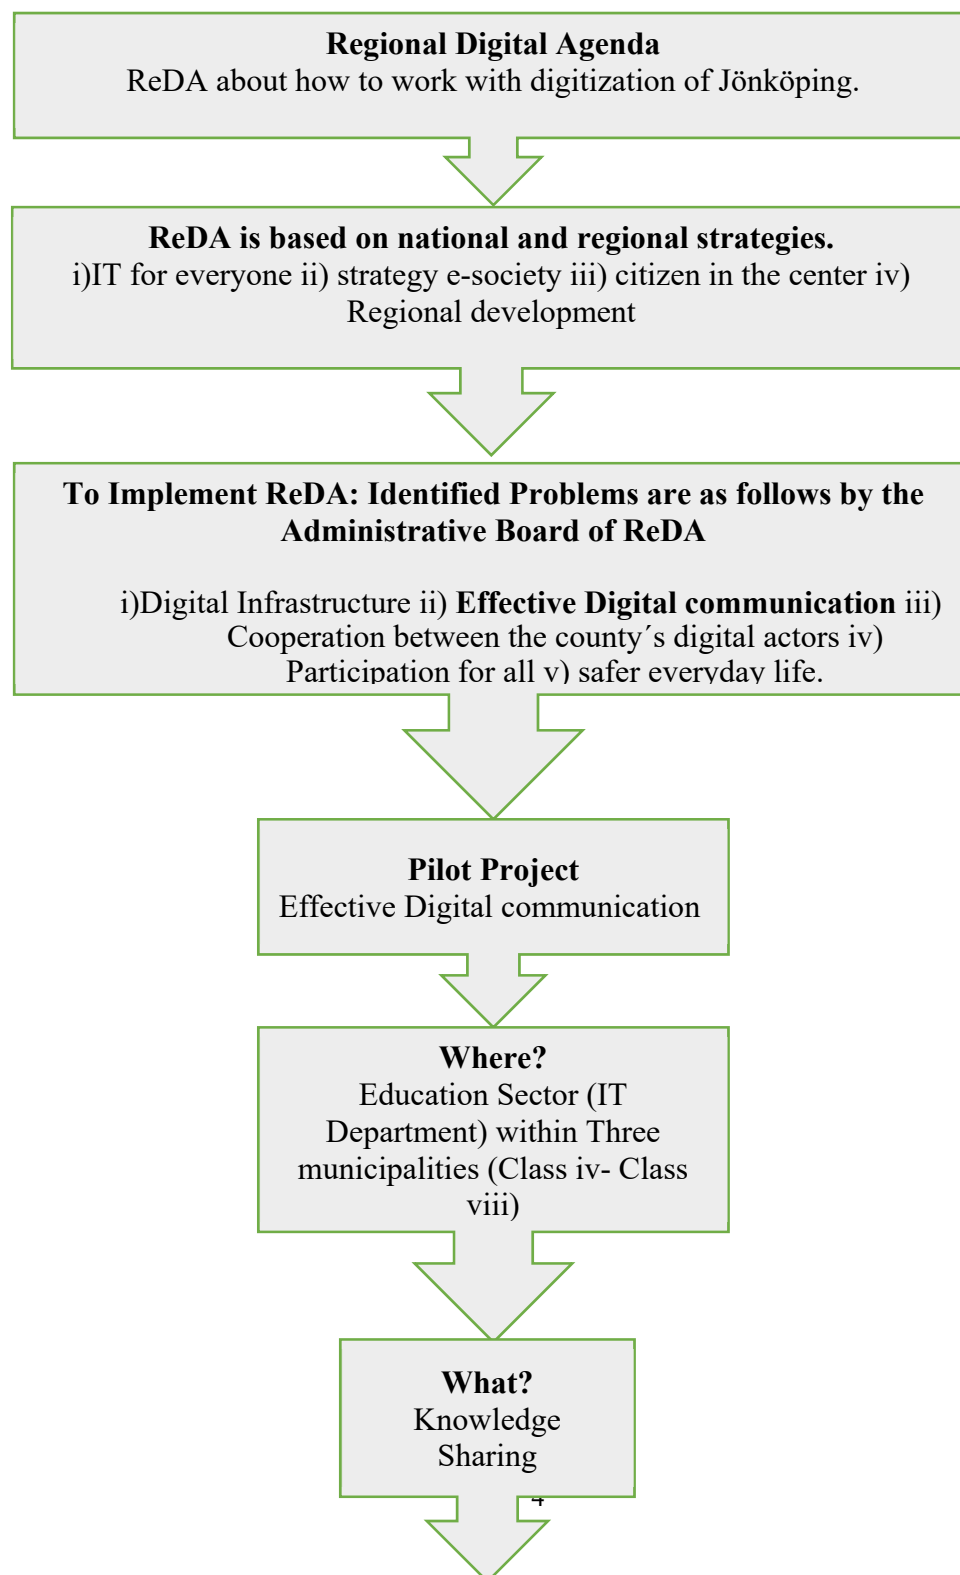 Regional Digital Agenda
ReDA about how to work with digitization of Jönköping.
ReDA is based on national and regional strategies.
i)IT for everyone ii) strategy e-society iii) citizen in the center iv)
Regional development
To Implement ReDA: Identified Problems are as follows by the
Administrative Board of ReDA
i)Digital Infrastructure ii) Effective Digital communication iii)
Cooperation between the county´s digital actors iv)
Participation for all v) safer everyday life.
Pilot Project
Effective Digital communication
Where?
Education Sector (IT
Department) within Three
municipalities (Class iv- Class
viii)
What?
Knowledge
Sharing
4